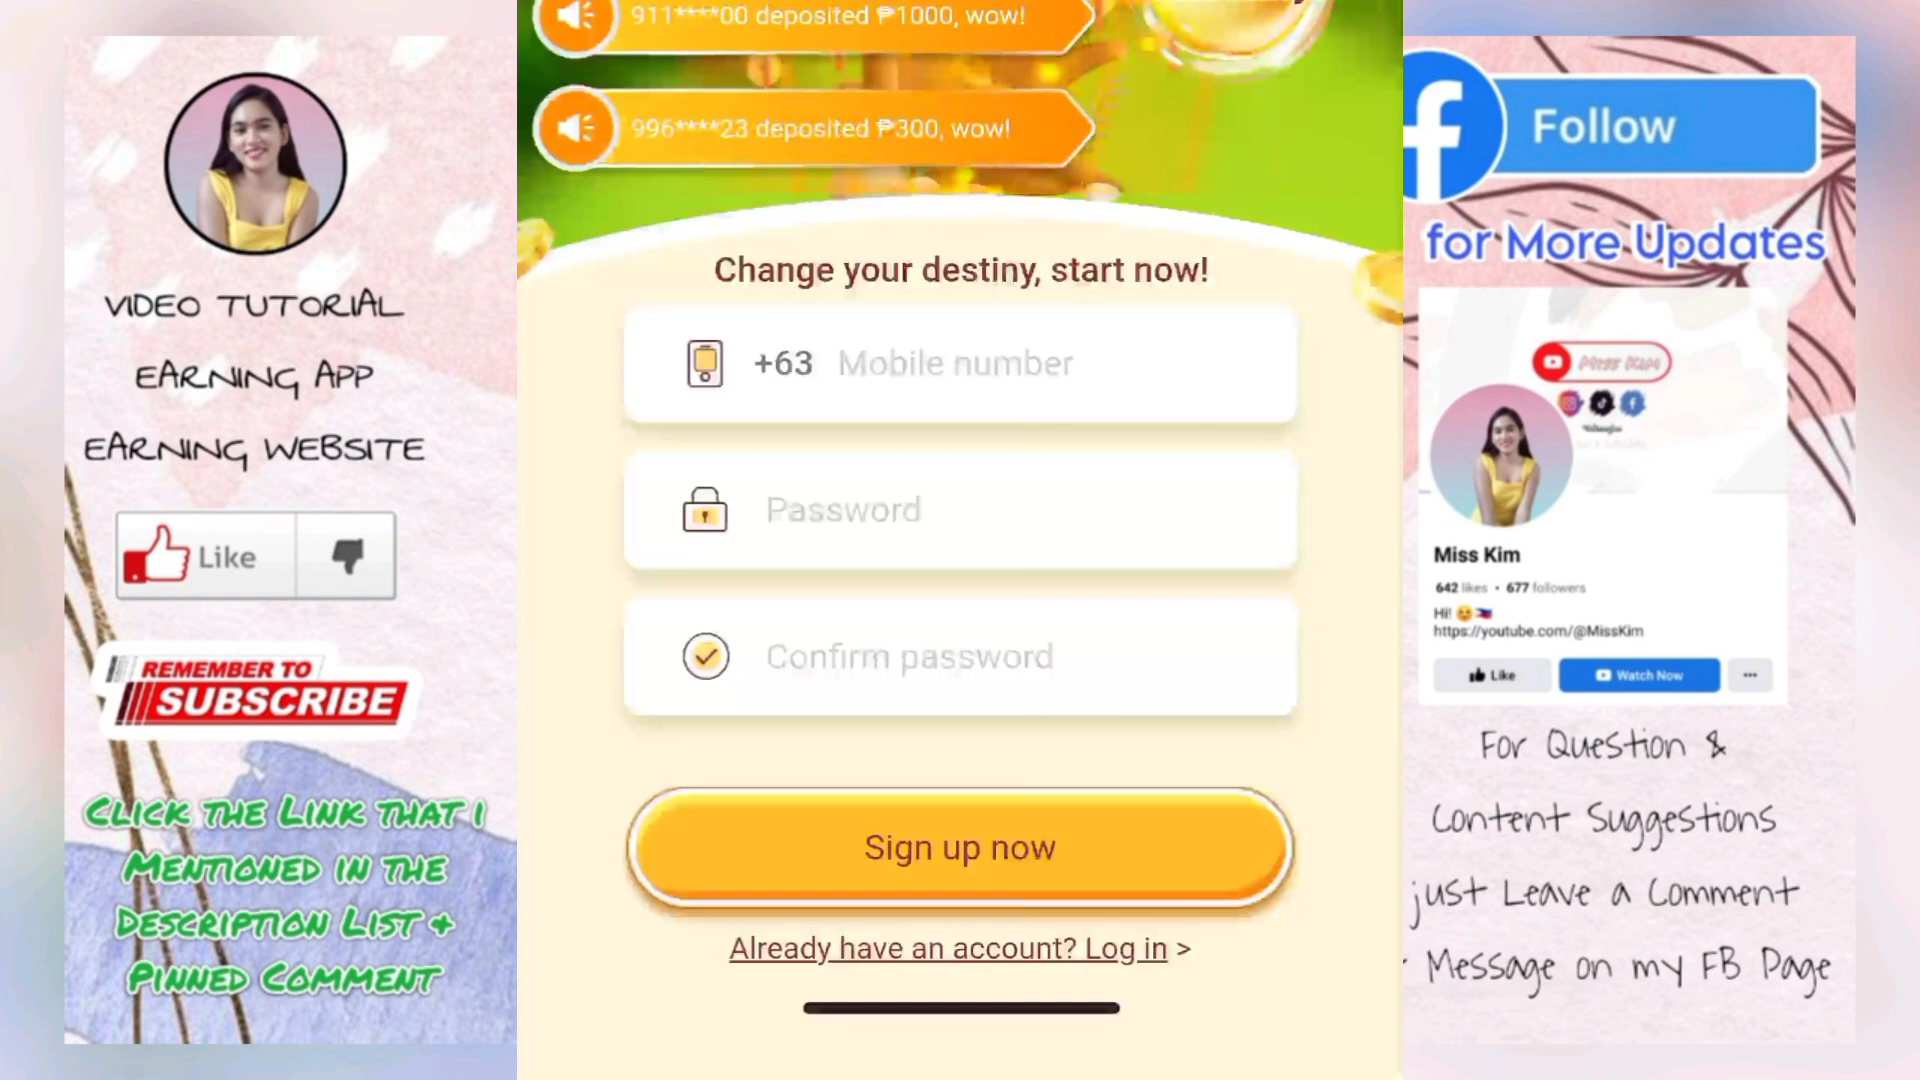 VIDEO TUTORIAL
EARNING APP
EARNING WEBSITE
Like
REMEMBER TO
SUBSCRIBE
CLICK THE LINK THAT I
MENTIONED IN THE
DESCRIPTION LIST &
PINNED COMMENT
911****00 deposited ₱1000, wow!
996****23 deposited ₱300, wow!
Change your destiny, start now!
+63 Mobile number
Password
Confirm password
Sign up now
Already have an account? Log in >
Follow
for More Updates
Miss Kim
Miss Kim
642 likes • 677 followers
Hi! 😉🇵🇭
https://youtube.com/@MissKim
Like
Watch Now
For Question &
Content Suggestions
just Leave a Comment
Message on my FB Page